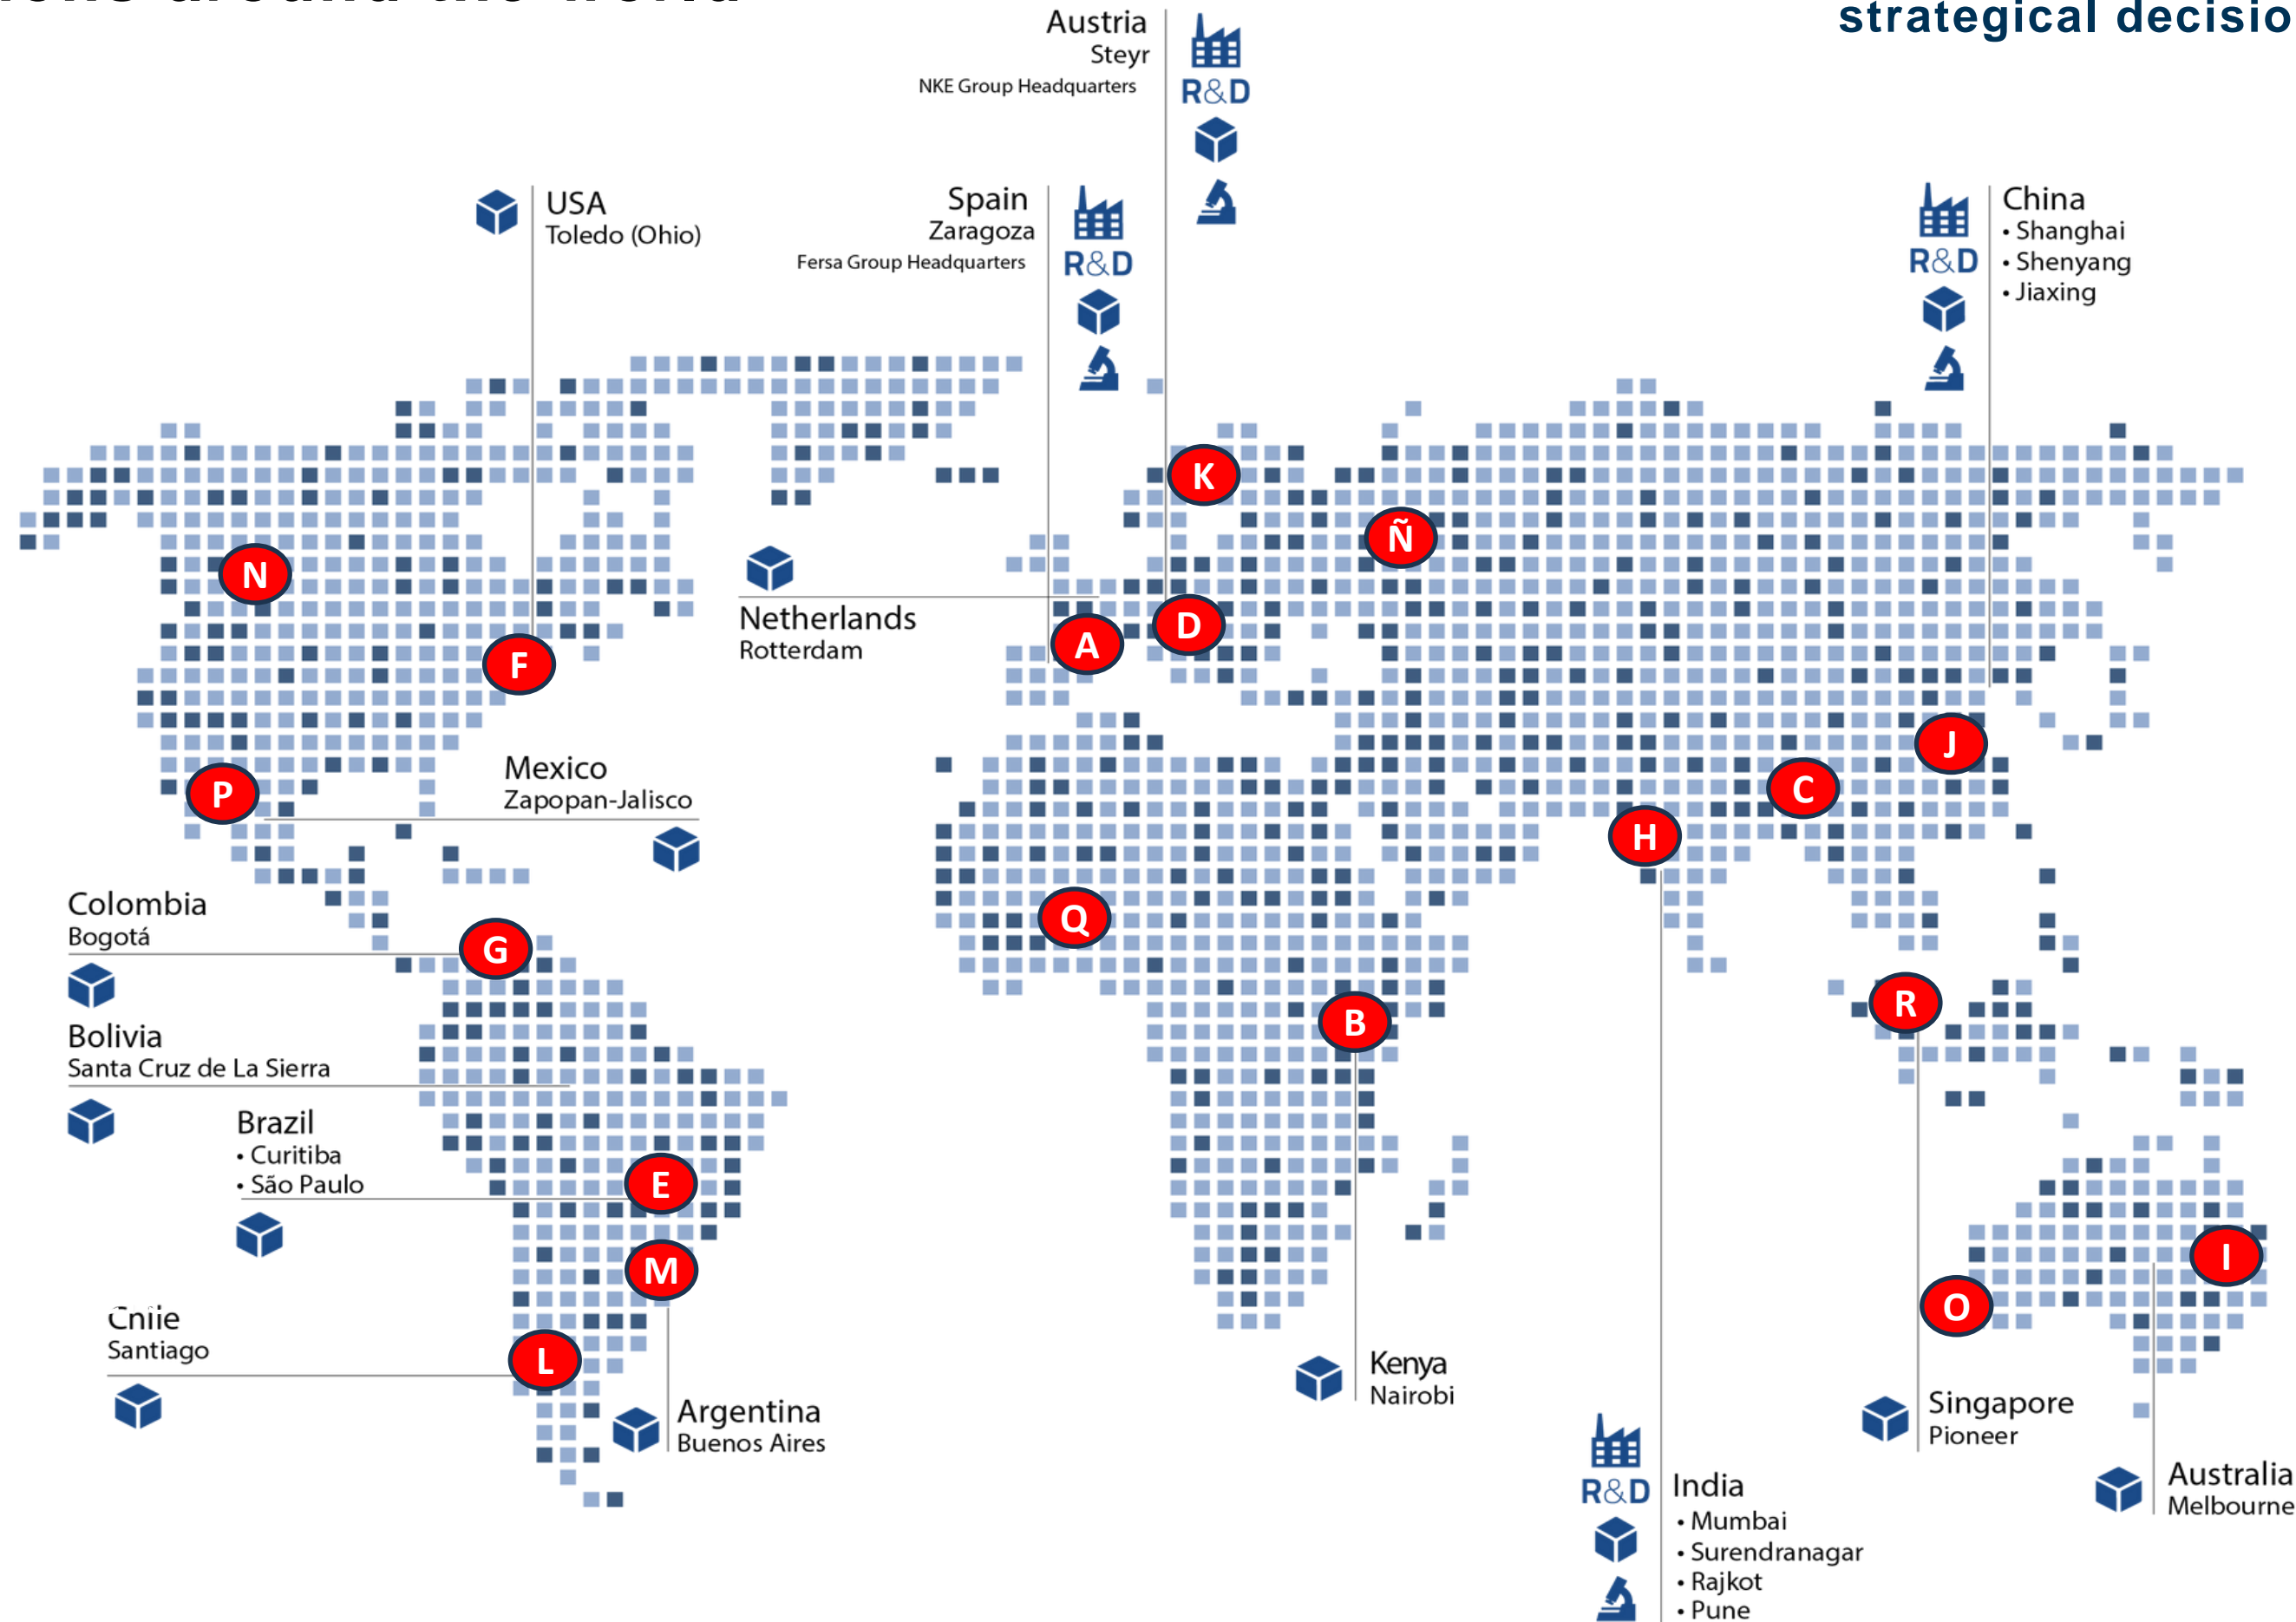 strategical decisio
Austria
Steyr
NKE Group Headquarters
R&D
USA
Toledo (Ohio)
Spain
Zaragoza
Fersa Group Headquarters
R&D
China
• Shanghai
• Shenyang
• Jiaxing
R&D
K
Ñ
N
Netherlands
Rotterdam
D
A
F
J
Mexico
Zapopan-Jalisco
P
C
H
Colombia
Bogotá
Q
G
R
B
Bolivia
Santa Cruz de La Sierra
Brazil
• Curitiba
• São Paulo
E
M
I
O
Chile
Santiago
L
Kenya
Nairobi
Argentina
Buenos Aires
Singapore
Pioneer
R&D
India
• Mumbai
• Surendranagar
• Rajkot
• Pune
Australia
Melbourne